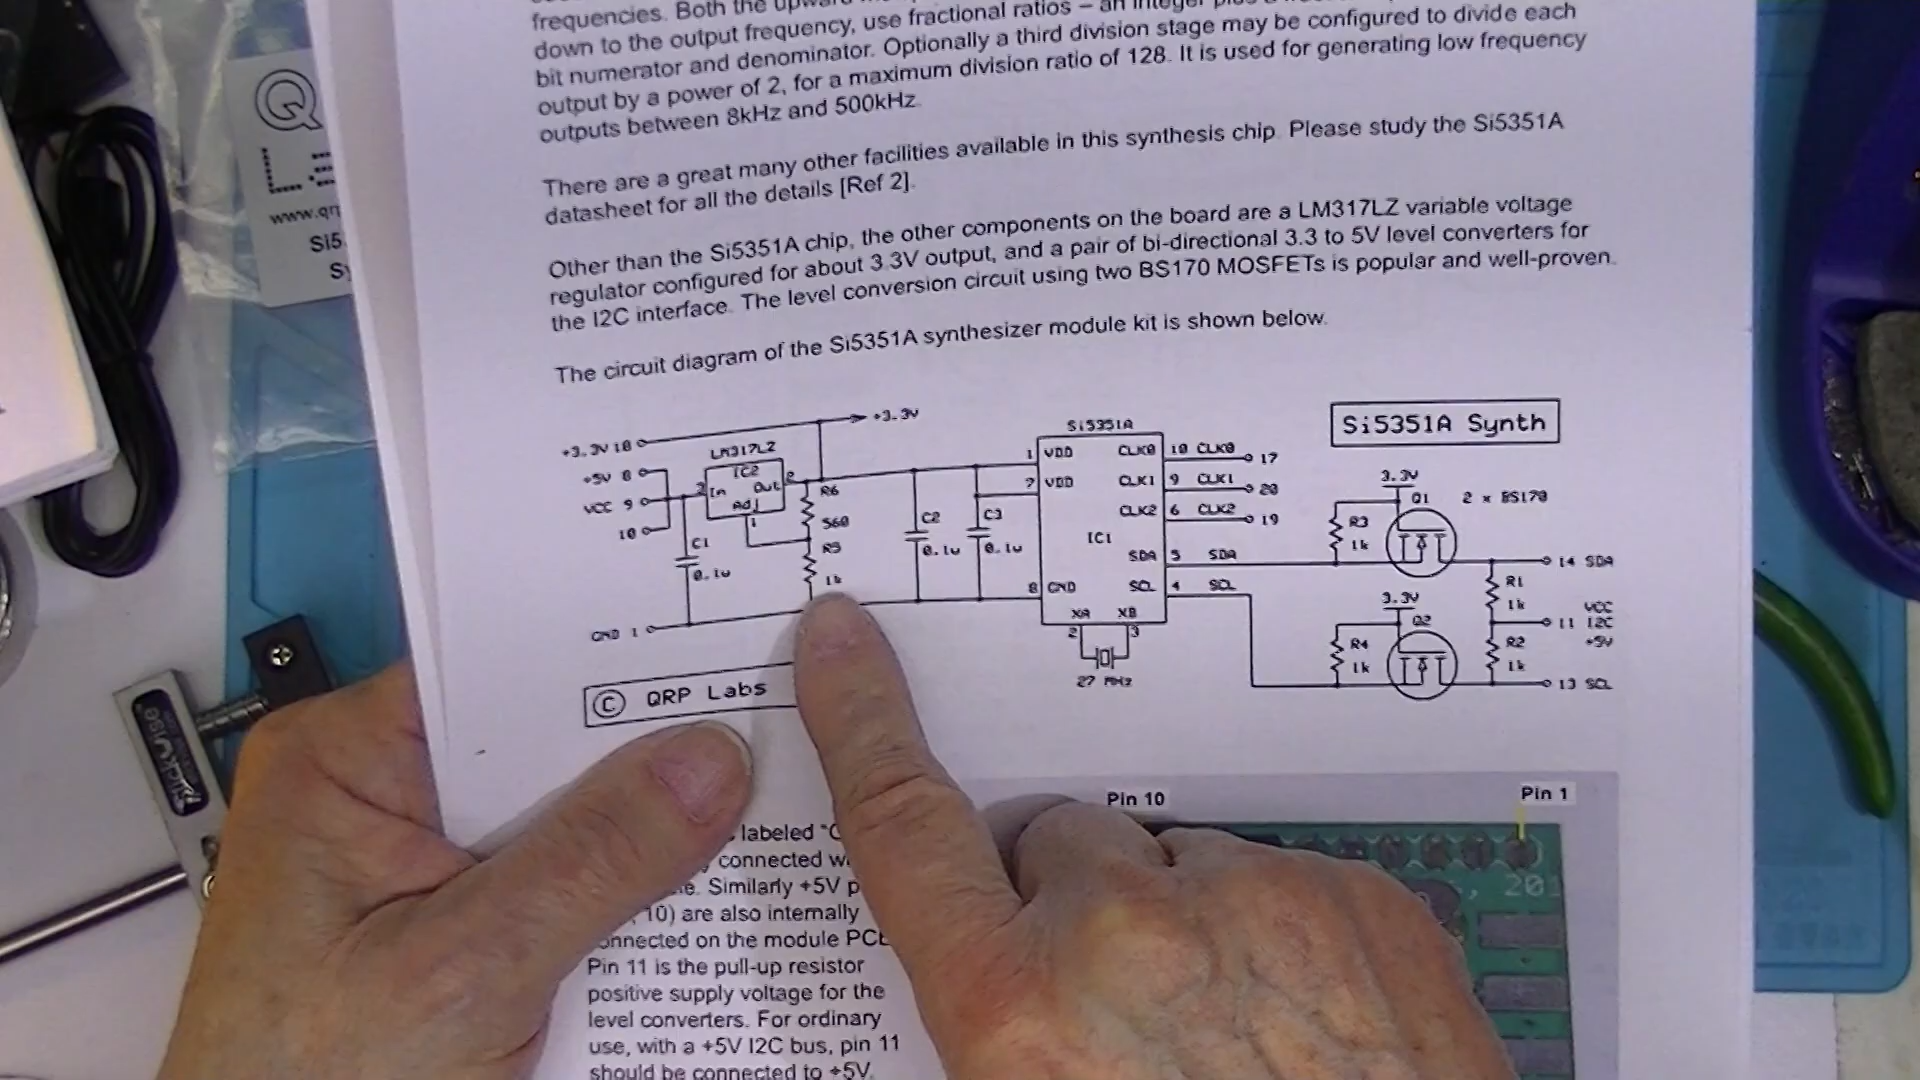 frequencies. Both the upward
down to the output frequency, use fractional ratios – an integer plus a
bit numerator and denominator. Optionally a third division stage may be configured to divide each
output by a power of 2, for a maximum division ratio of 128. It is used for generating low frequency
outputs between 8kHz and 500kHz.
There are a great many other facilities available in this synthesis chip. Please study the Si5351A
datasheet for all the details [Ref 2].
Other than the Si5351A chip, the other components on the board are a LM317LZ variable voltage
regulator configured for about 3.3V output, and a pair of bi-directional 3.3 to 5V level converters for
the I2C interface. The level conversion circuit using two BS170 MOSFETs is popular and well-proven.
The circuit diagram of the Si5351A synthesizer module kit is shown below.
Si5351A Synth
+3.3V 18
+3.3V
+5V 8
VCC 9
10
GND 1
LM317LZ
IC2
In
Out
Adj
1
R6
560
R5
1k
C1
0.1u
C2
0.1u
C3
0.1u
Si5351A
1 VDD
7 VDD
8 GND
IC1
CLK0 10 CLK0 17
CLK1 9 CLK1 20
CLK2 6 CLK2 19
SDA 5 SDA
SCL 4 SCL
XA XB
2 3
27 MHz
3.3V
Q1
2 x BS170
R3
1k
14 SDA
R1
1k
3.3V
Q2
VCC
11 I2C
+5V
R4
1k
R2
1k
13 SCL
© QRP Labs
Pin 10
Pin 1
labeled "
connected
Similarly +5V
10) are also internally
connected on the module PCB
Pin 11 is the pull-up resistor
positive supply voltage for the
level converters. For ordinary
use, with a +5V I2C bus, pin 11
should be connected to +5V.
Q
www.
Si5
Sy
QuickVise